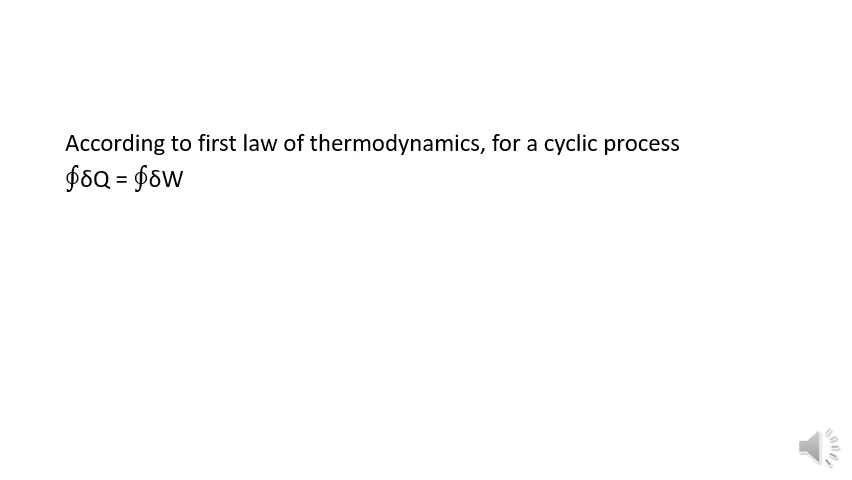 According to first law of thermodynamics, for a cyclic process
∮δQ = ∮δW